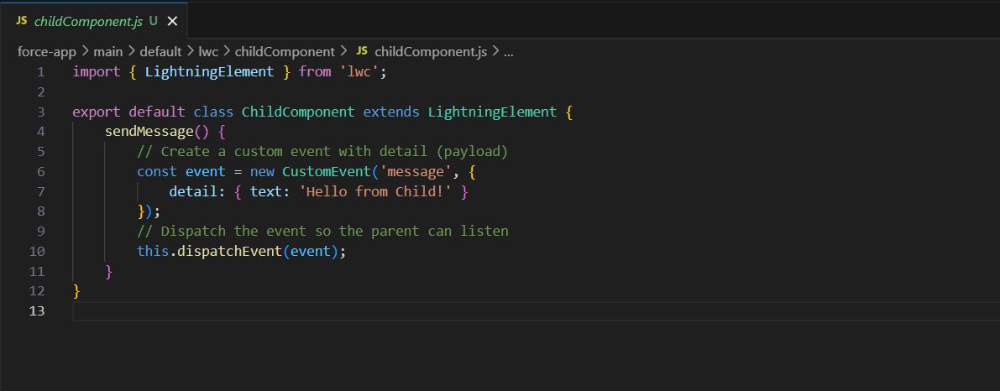 JS childComponent.js U ×
force-app > main > default > lwc > childComponent > JS childComponent.js > ...
1 import { LightningElement } from 'lwc';
2
3 export default class ChildComponent extends LightningElement {
4     sendMessage() {
5         // Create a custom event with detail (payload)
6         const event = new CustomEvent('message', {
7             detail: { text: 'Hello from Child!' }
8         });
9         // Dispatch the event so the parent can listen
10         this.dispatchEvent(event);
11     }
12 }
13